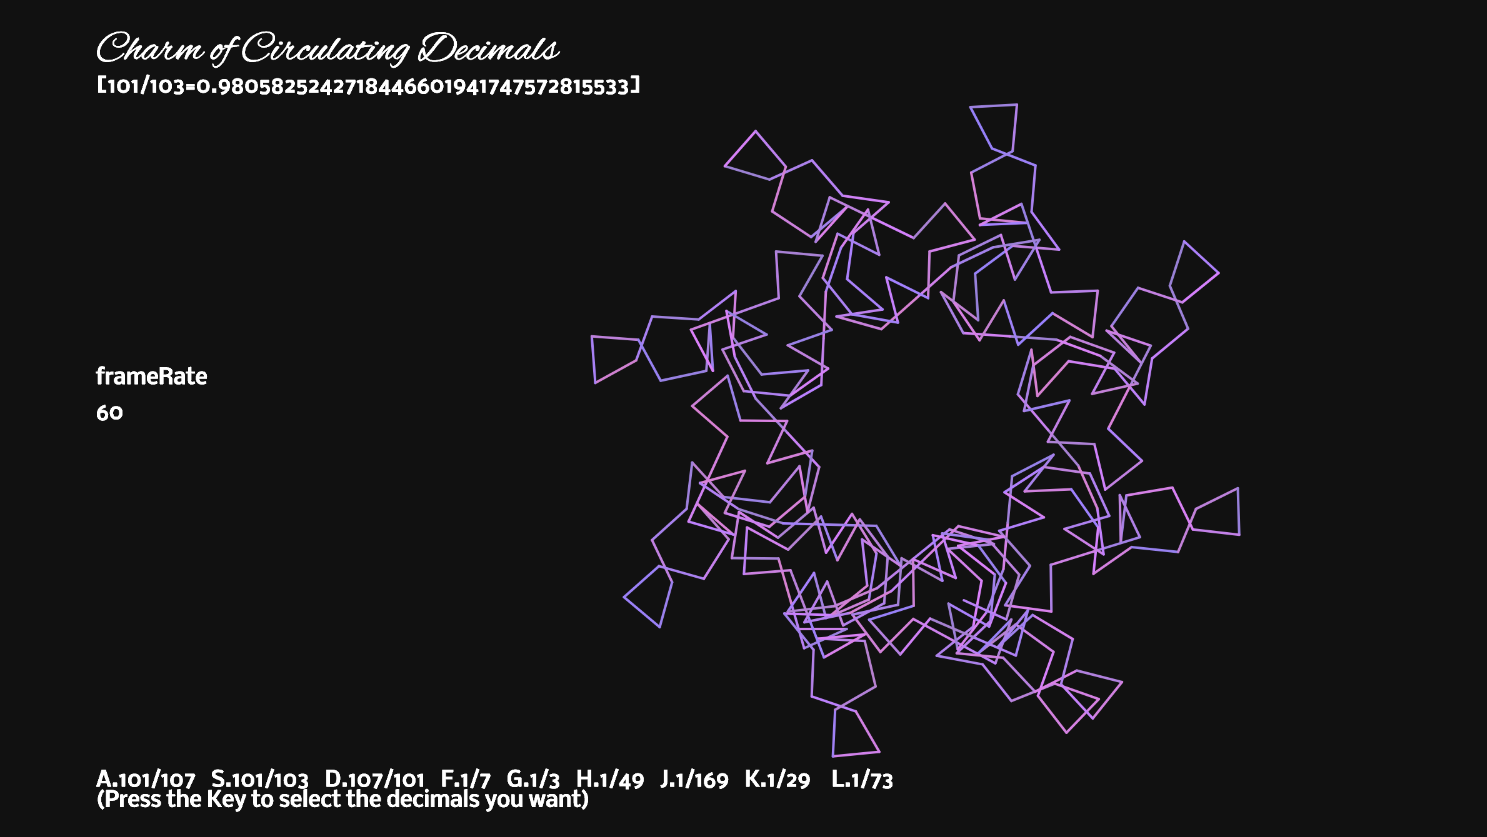 Charm of Circulating Decimals
[101/103=0.9805825242718446601941747572815533]
frameRate
60
A.101/107 S.101/103 D.107/101 F.1/7 G.1/3 H.1/49 J.1/169 K.1/29 L.1/73
(Press the Key to select the decimals you want)